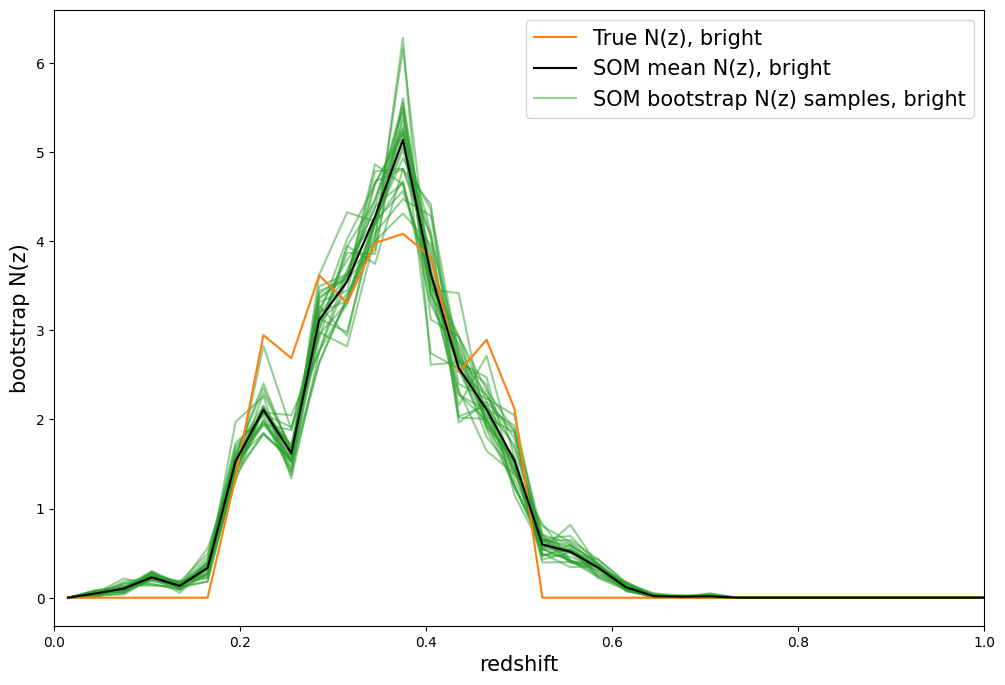 True N(z), bright
SOM mean N(z), bright
SOM bootstrap N(z) samples, bright
bootstrap N(z)
6
5
4
3
2
1
0
0.0 0.2 0.4 0.6 0.8 1.0
redshift